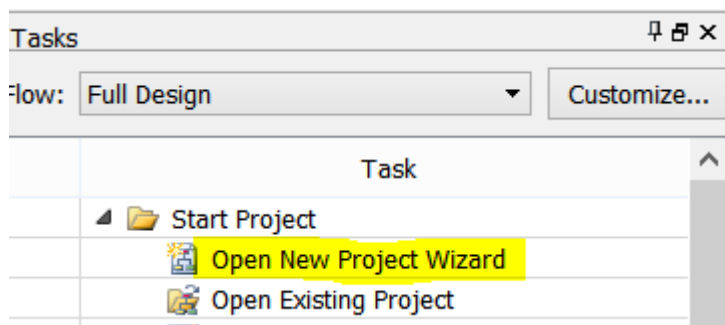 Tasks
Flow: Full Design Customize...
Task
Start Project
Open New Project Wizard
Open Existing Project